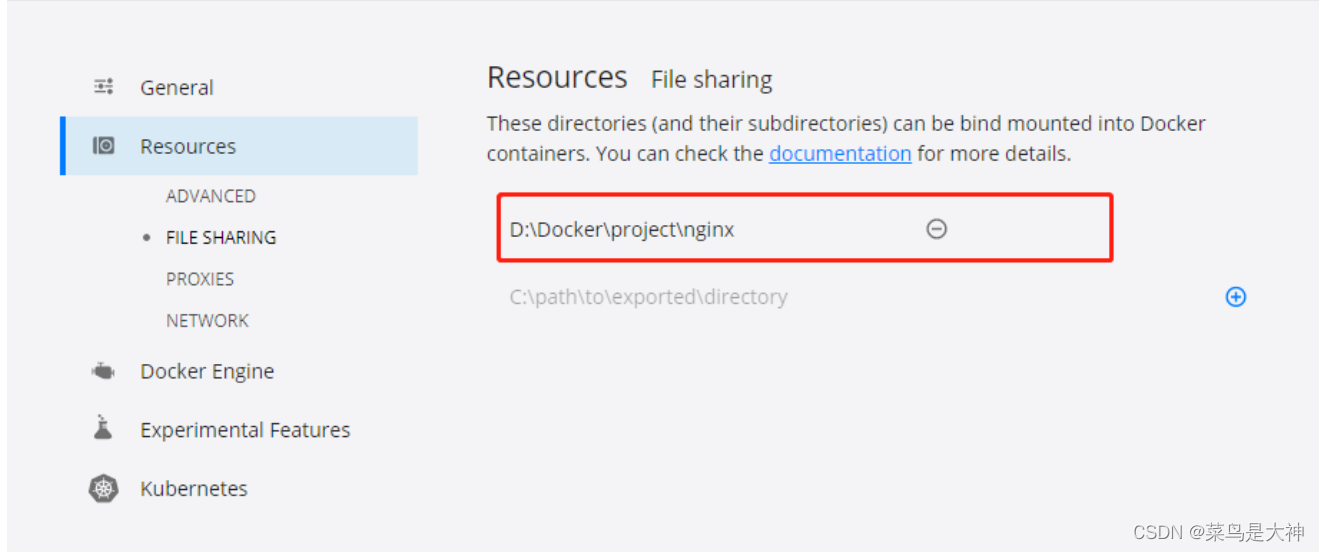 General
Resources
ADVANCED
FILE SHARING
PROXIES
NETWORK
Docker Engine
Experimental Features
Kubernetes
Resources File sharing
These directories (and their subdirectories) can be bind mounted into Docker
containers. You can check the documentation for more details.
D:\Docker\project\nginx
C:\path\to\exported\directory
CSDN @菜鸟是大神